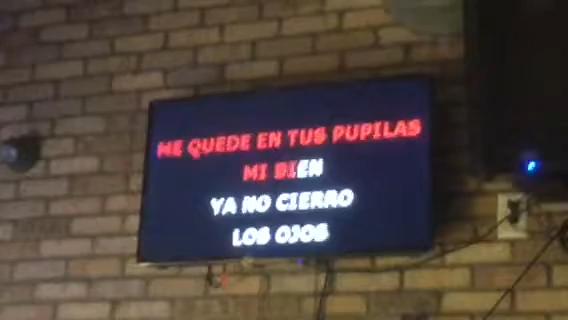 ME QUEDE EN TUS PUPILAS
MI BIEN
YA NO CIERRO
LOS OJOS